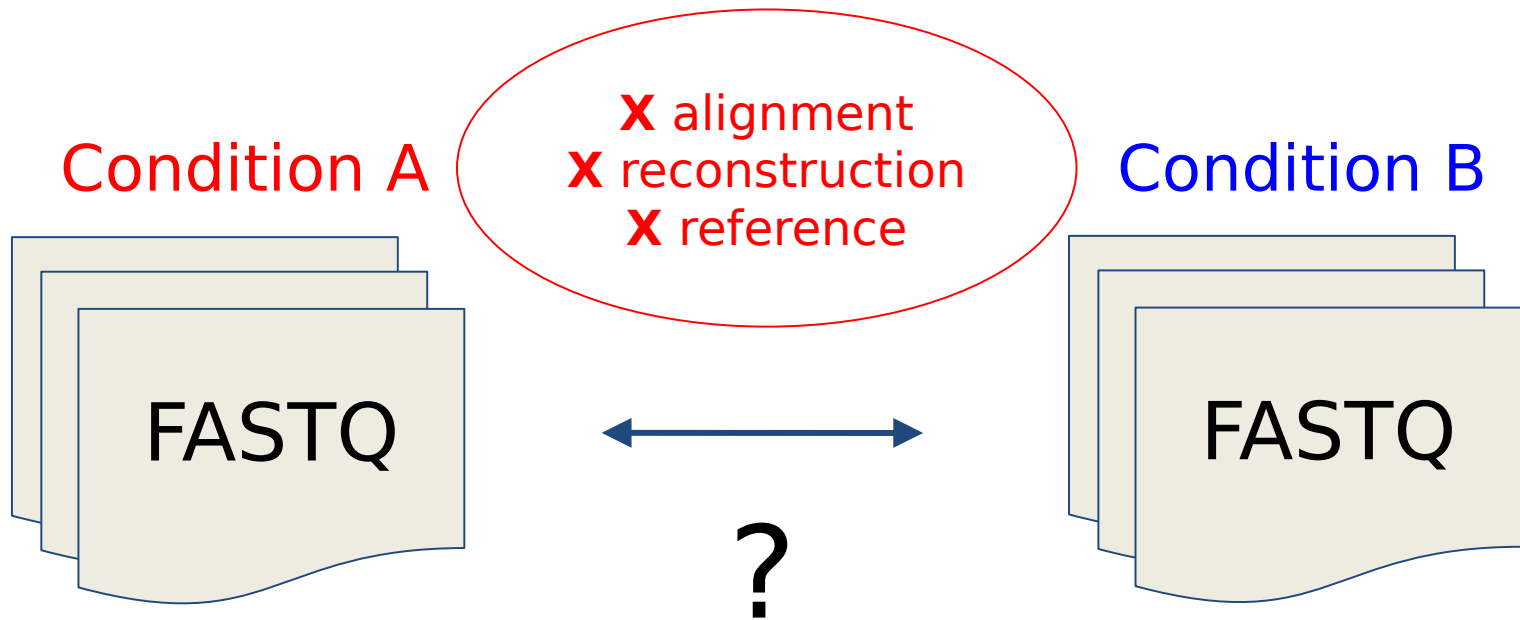 X alignment
X reconstruction
X reference
Condition A
Condition B
FASTQ
FASTQ
?